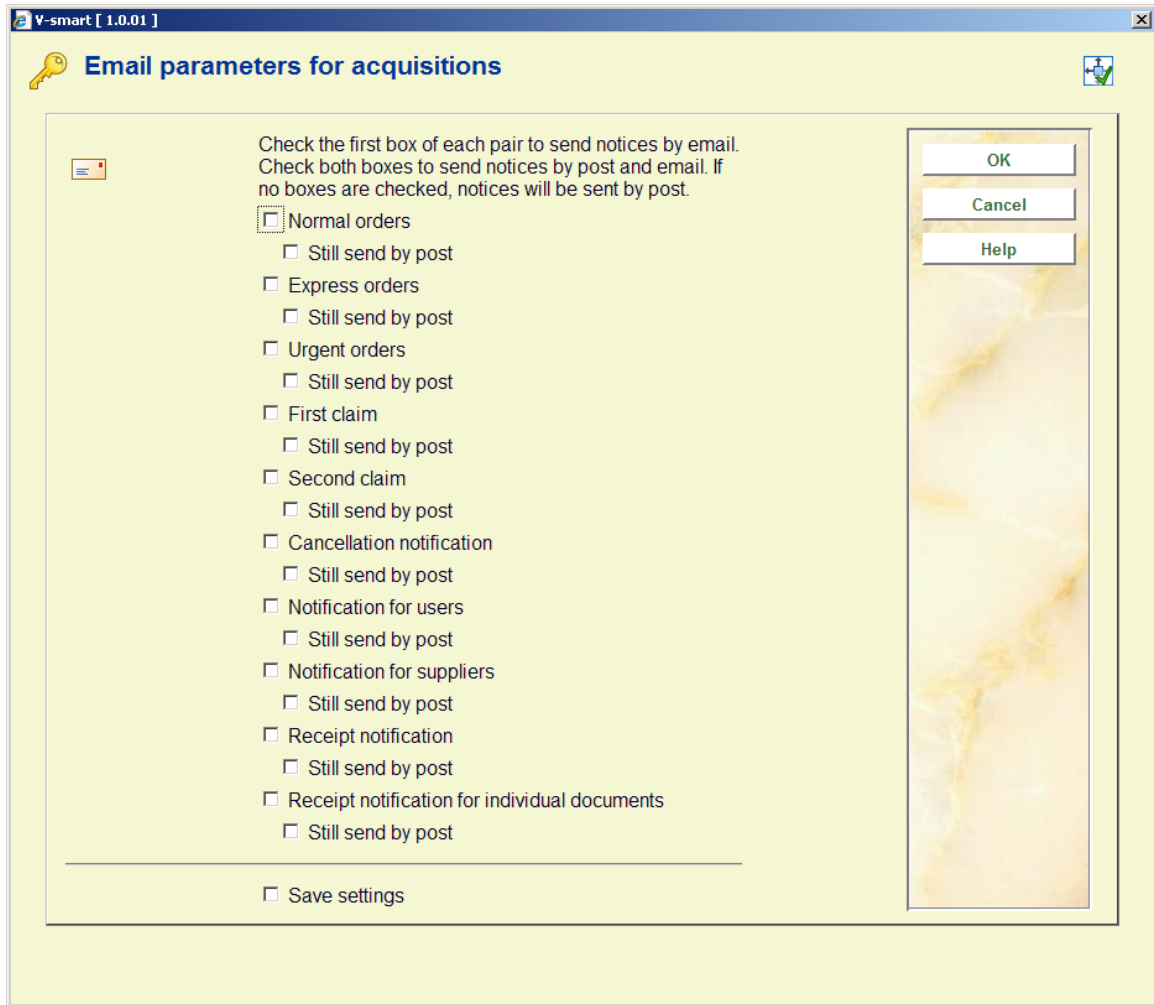 V-smart [ 1.0.01 ]
Email parameters for acquisitions
Check the first box of each pair to send notices by email.
Check both boxes to send notices by post and email. If
no boxes are checked, notices will be sent by post.
Normal orders
Still send by post
Express orders
Still send by post
Urgent orders
Still send by post
First claim
Still send by post
Second claim
Still send by post
Cancellation notification
Still send by post
Notification for users
Still send by post
Notification for suppliers
Still send by post
Receipt notification
Still send by post
Receipt notification for individual documents
Still send by post
Save settings
OK
Cancel
Help